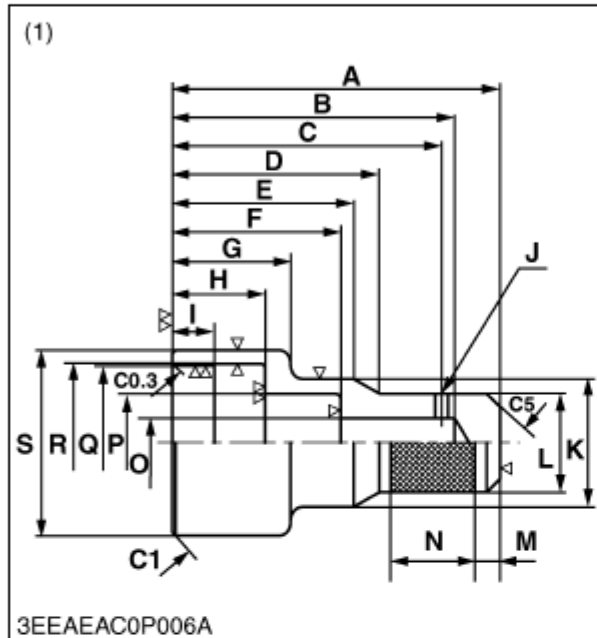 (1)
A
B
C
D
E
F
G
J
H
I
C0.3
C5
S R Q P O
L K
N M
C1
3EEAEAC0P006A